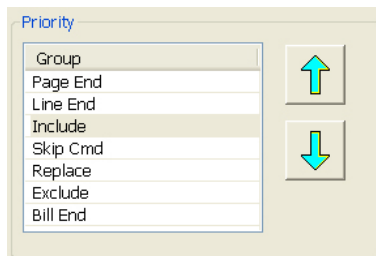 Priority
Group
Page End
Line End
Include
Skip Cmd
Replace
Exclude
Bill End